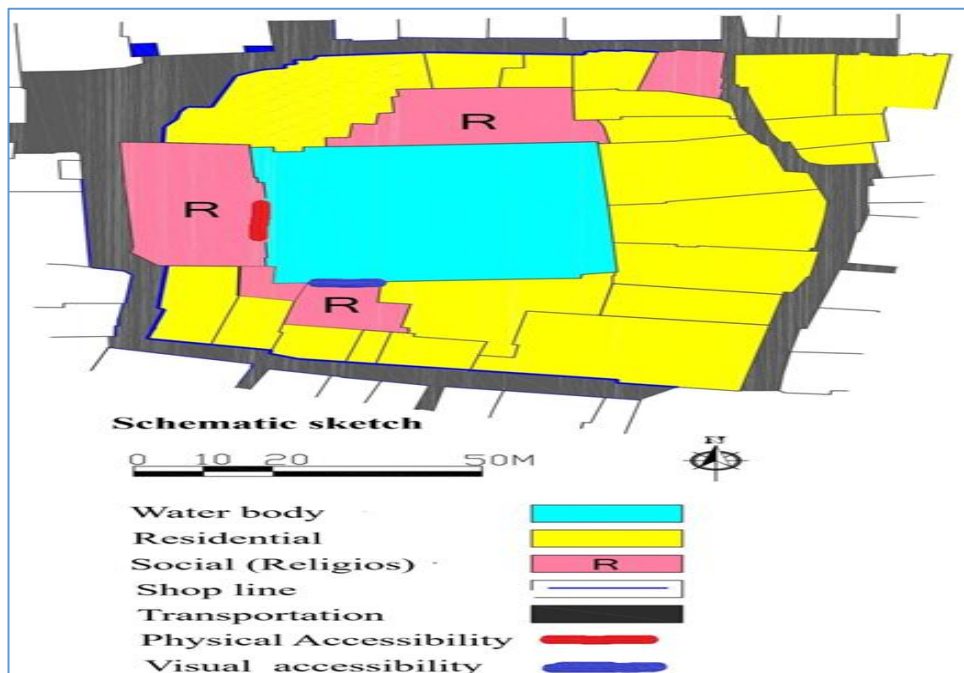 R
R
R
Schematic sketch
N
0 10 20 50M
Water body
Residential
Social (Religios)
R
Shop line
Transportation
Physical Accessibility
Visual accessibility